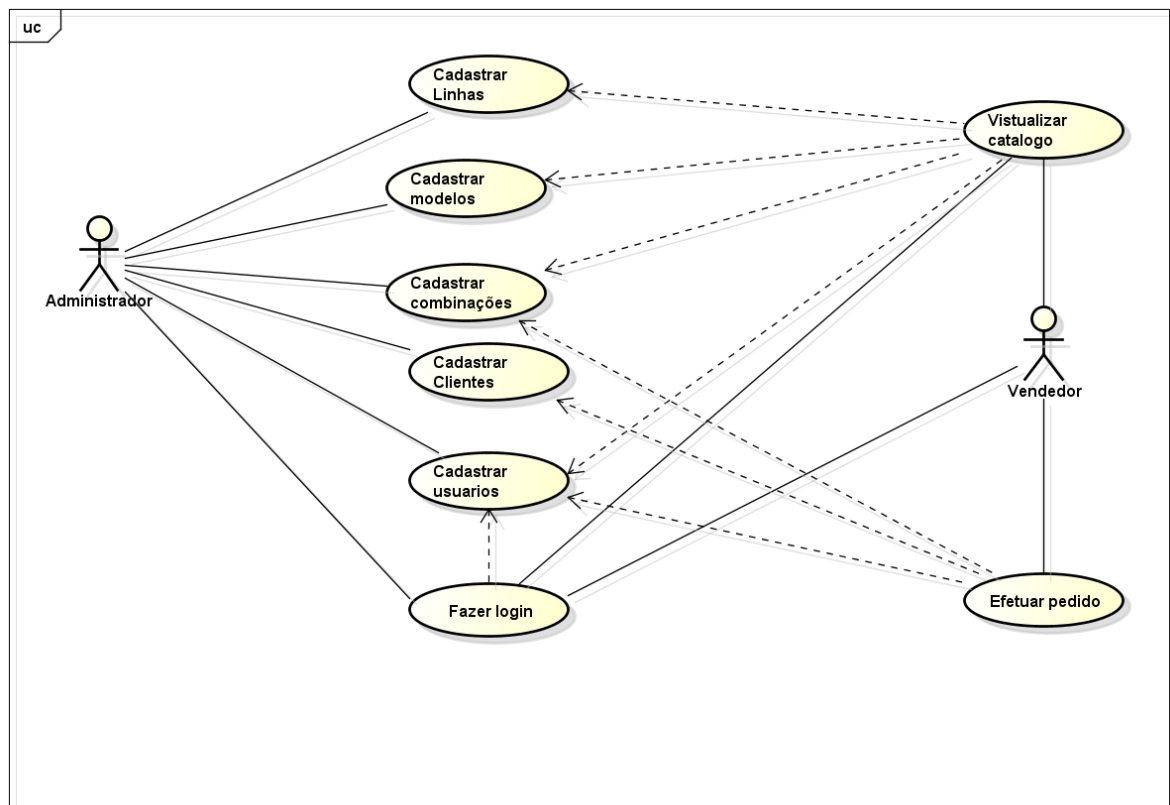 uc
Cadastrar
Linhas
Vistualizar
catalogo
Cadastrar
modelos
Administrador
Cadastrar
combinações
Cadastrar
Clientes
Vendedor
Cadastrar
usuarios
Fazer login
Efetuar pedido